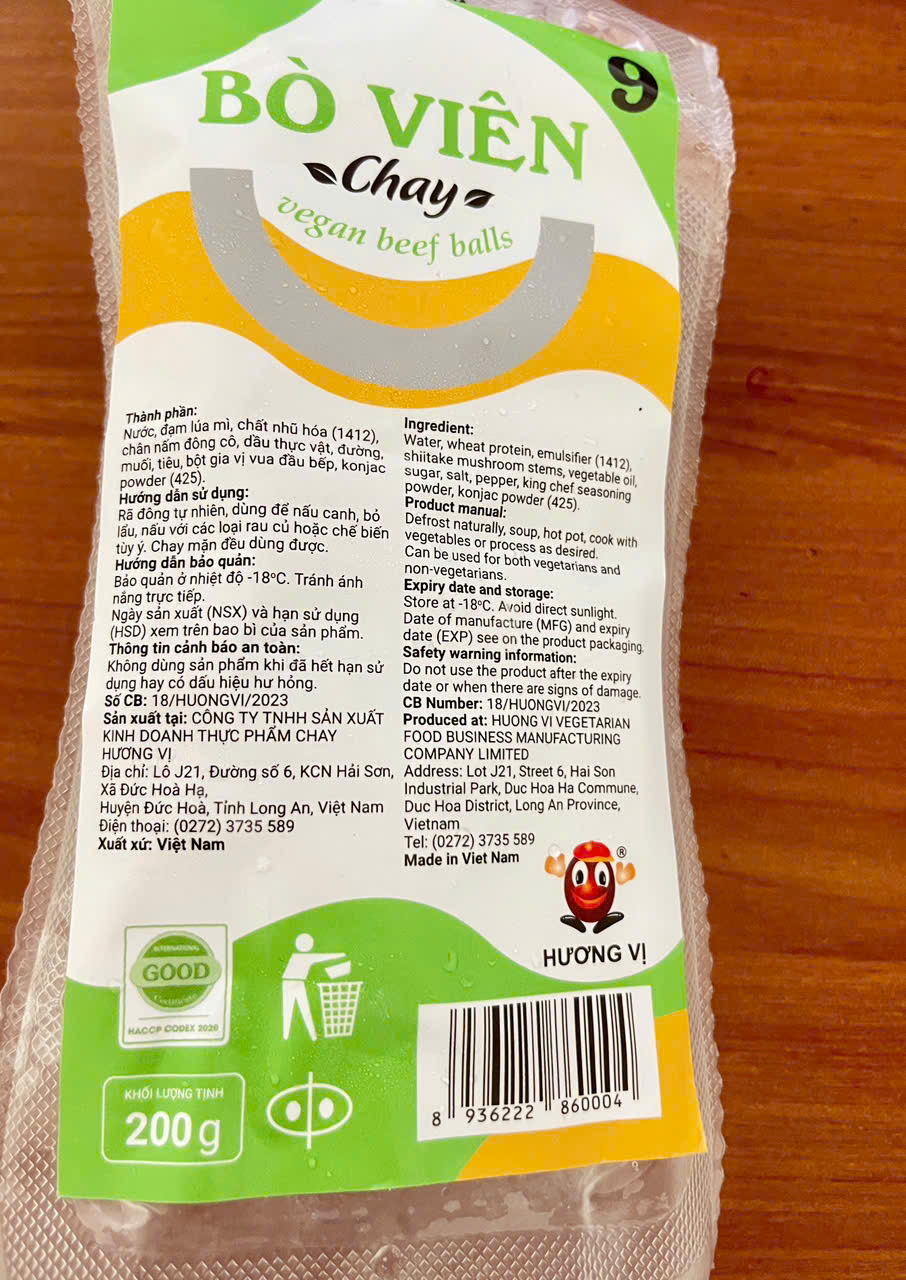 9
BÒ VIÊN
Chay
vegan beef balls
Thành phần:
Nước, đạm lúa mì, chất nhũ hóa (1412),
chân nấm đông cô, dầu thực vật, đường,
muối, tiêu, bột gia vị vua đầu bếp, konjac
powder (425).
Hướng dẫn sử dụng:
Rã đông tự nhiên, dùng để nấu canh, bỏ
lẩu, nấu với các loại rau củ hoặc chế biến
tùy ý. Chay mặn đều dùng được.
Hướng dẫn bảo quản:
Bảo quản ở nhiệt độ -18ºC. Tránh ánh
nắng trực tiếp.
Ngày sản xuất (NSX) và hạn sử dụng
(HSD) xem trên bao bì của sản phẩm.
Thông tin cảnh báo an toàn:
Không dùng sản phẩm khi đã hết hạn sử
dụng hay có dấu hiệu hư hỏng.
Số CB: 18/HUONGVI/2023
Sản xuất tại: CÔNG TY TNHH SẢN XUẤT
KINH DOANH THỰC PHẨM CHAY
HƯƠNG VỊ
Địa chỉ: Lô J21, Đường số 6, KCN Hải Sơn,
Xã Đức Hoà Hạ,
Huyện Đức Hoà, Tỉnh Long An, Việt Nam
Điện thoại: (0272) 3735 589
Xuất xứ: Việt Nam
Ingredient:
Water, wheat protein, emulsifier (1412),
shiitake mushroom stems, vegetable oil,
sugar, salt, pepper, king chef seasoning
powder, konjac powder (425).
Product manual:
Defrost naturally, soup, hot pot, cook with
vegetables or process as desired.
Can be used for both vegetarians and
non-vegetarians.
Expiry date and storage:
Store at -18ºC. Avoid direct sunlight.
Date of manufacture (MFG) and expiry
date (EXP) see on the product packaging.
Safety warning information:
Do not use the product after the expiry
date or when there are signs of damage.
CB Number: 18/HUONGVI/2023
Produced at: HUONG VI VEGETARIAN
FOOD BUSINESS MANUFACTURING
COMPANY LIMITED
Address: Lot J21, Street 6, Hai Son
Industrial Park, Duc Hoa Ha Commune,
Duc Hoa District, Long An Province,
Vietnam
Tel: (0272) 3735 589
Made in Viet Nam
®
HƯƠNG VỊ
INTERNATIONAL
GOOD
Certificate
HACCP CODEX 2020
KHỐI LƯỢNG TỊNH
200 g
8 936222 860004